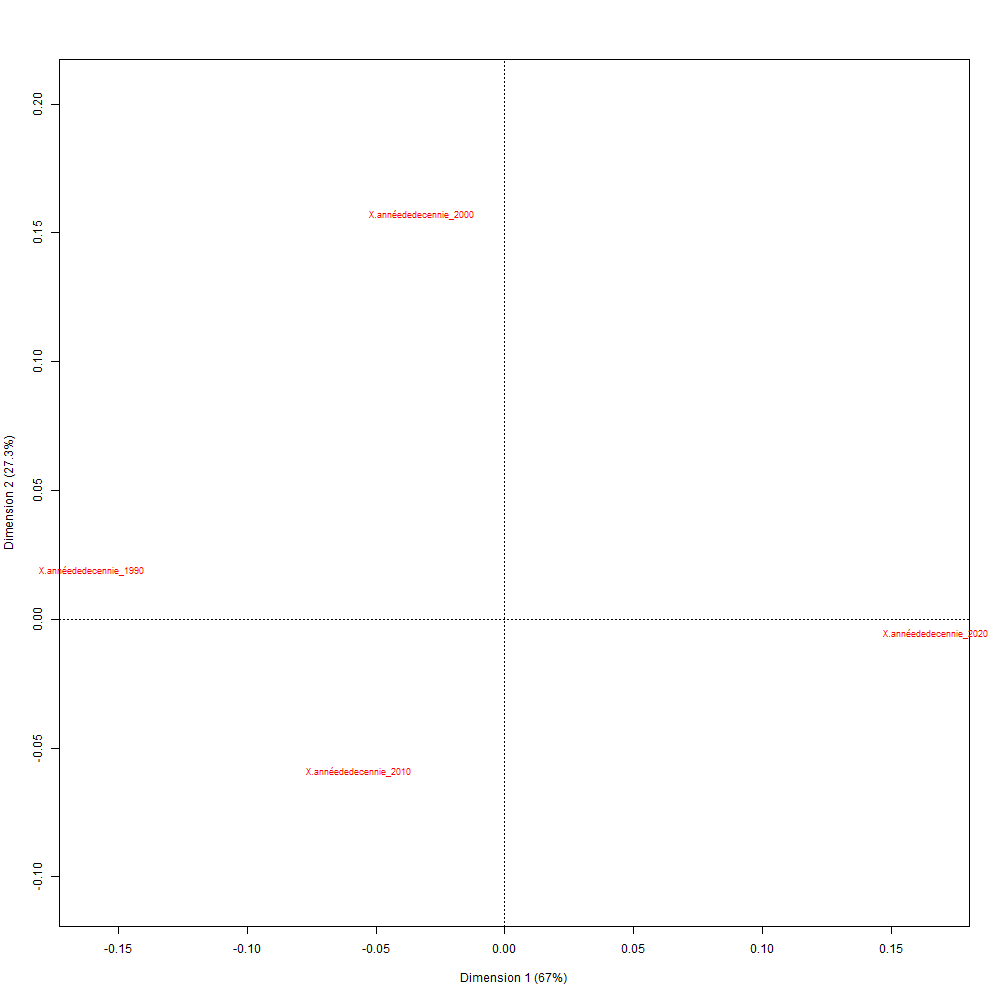 0.20
X.annéededecennie_2000
0.15
0.10
Dimension 2 (27.3%)
0.05
X.annéededecennie_1990
0.00
X.annéededecennie_2020
-0.05
X.annéededecennie_2010
-0.10
-0.15 -0.10 -0.05 0.00 0.05 0.10 0.15
Dimension 1 (67%)